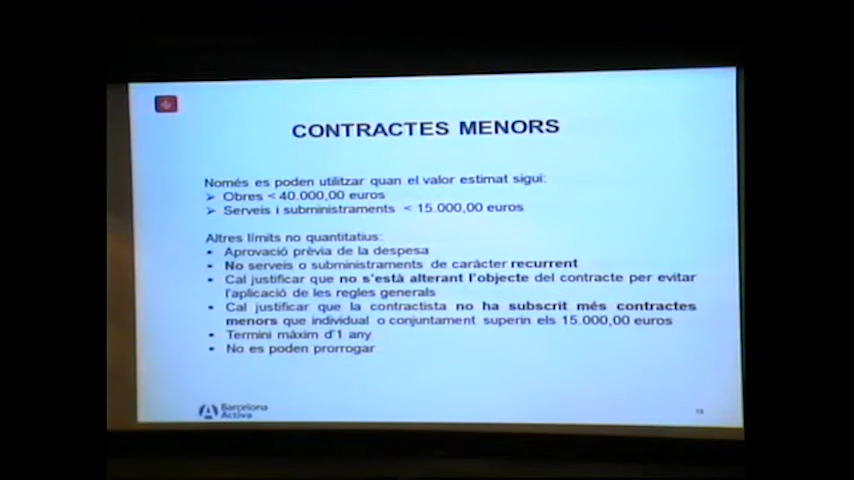 CONTRACTES MENORS
Només es poden utilitzar quan el valor estimat sigui:
➢ Obres < 40.000,00 euros
➢ Serveis i subministraments < 15.000,00 euros
Altres límits no quantitatius:
• Aprovació prèvia de la despesa
• No serveis o subministraments de caràcter recurrent
• Cal justificar que no s'està alterant l'objecte del contracte per evitar
l'aplicació de les regles generals
• Cal justificar que la contractista no ha subscrit més contractes
menors que individual o conjuntament superin els 15.000,00 euros
• Termini màxim d'1 any
• No es poden prorrogar
Barcelona
Activa